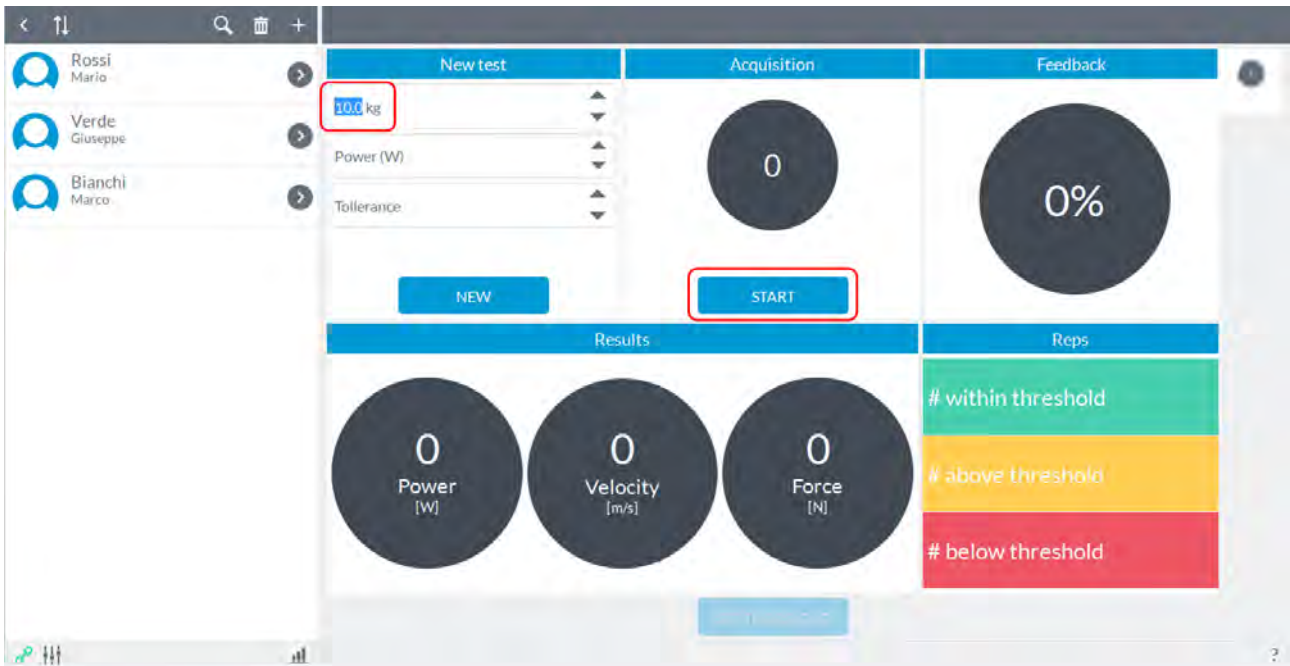 Rossi
Mario
Verde
Giuseppe
Bianchi
Marco
New test
10.0 kg
Power (W)
Tollerance
NEW
Acquisition
0
START
Feedback
0%
Results
0
Power
[W]
0
Velocity
[m/s]
0
Force
[N]
Reps
# within threshold
# above threshold
# below threshold
?